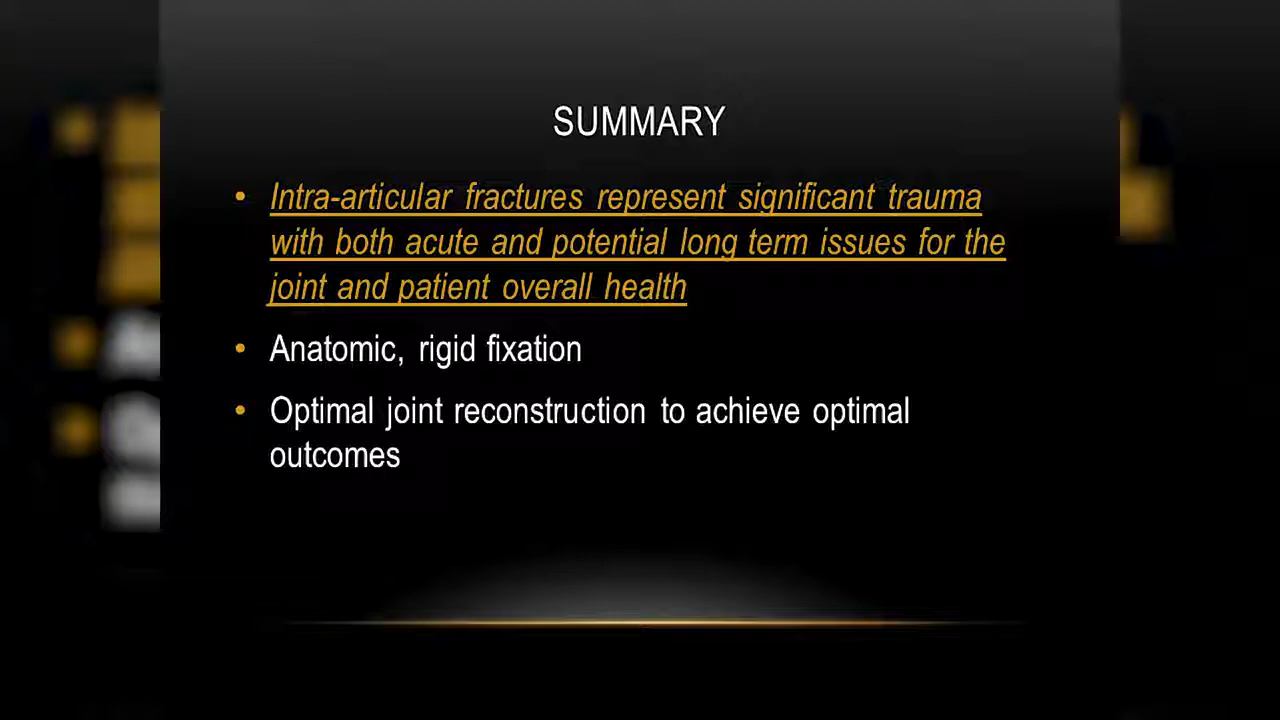 SUMMARY
• Intra-articular fractures represent significant trauma
with both acute and potential long term issues for the
joint and patient overall health
• Anatomic, rigid fixation
• Optimal joint reconstruction to achieve optimal
outcomes